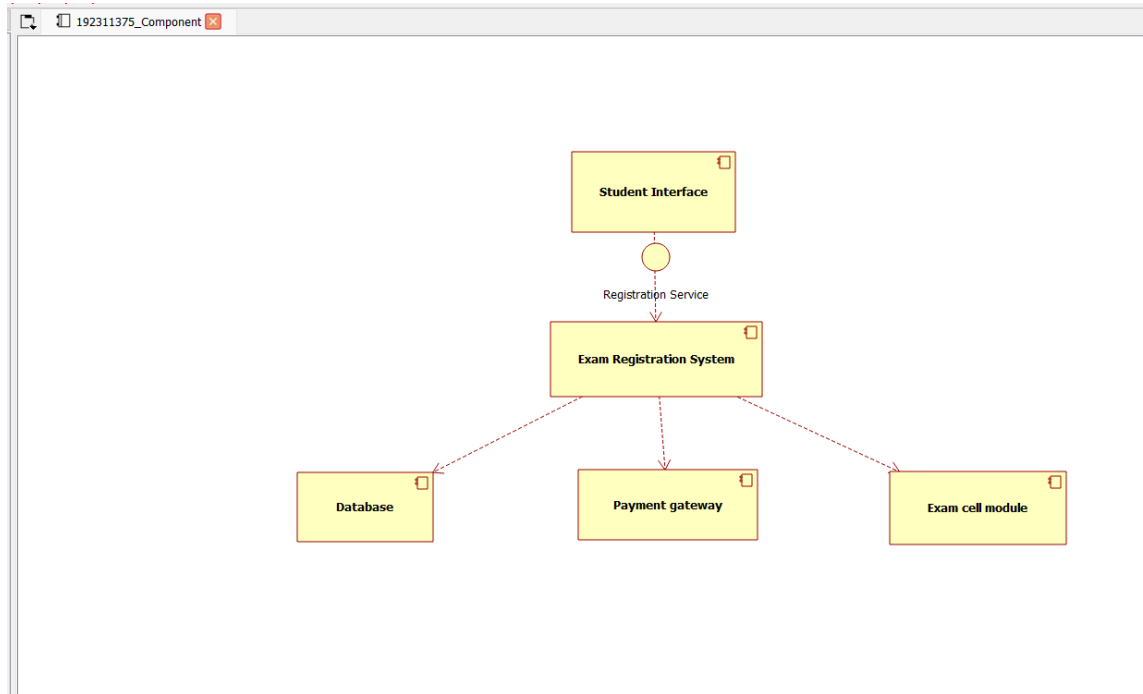 192311375_Component
Student Interface
Registration Service
Exam Registration System
Database
Payment gateway
Exam cell module